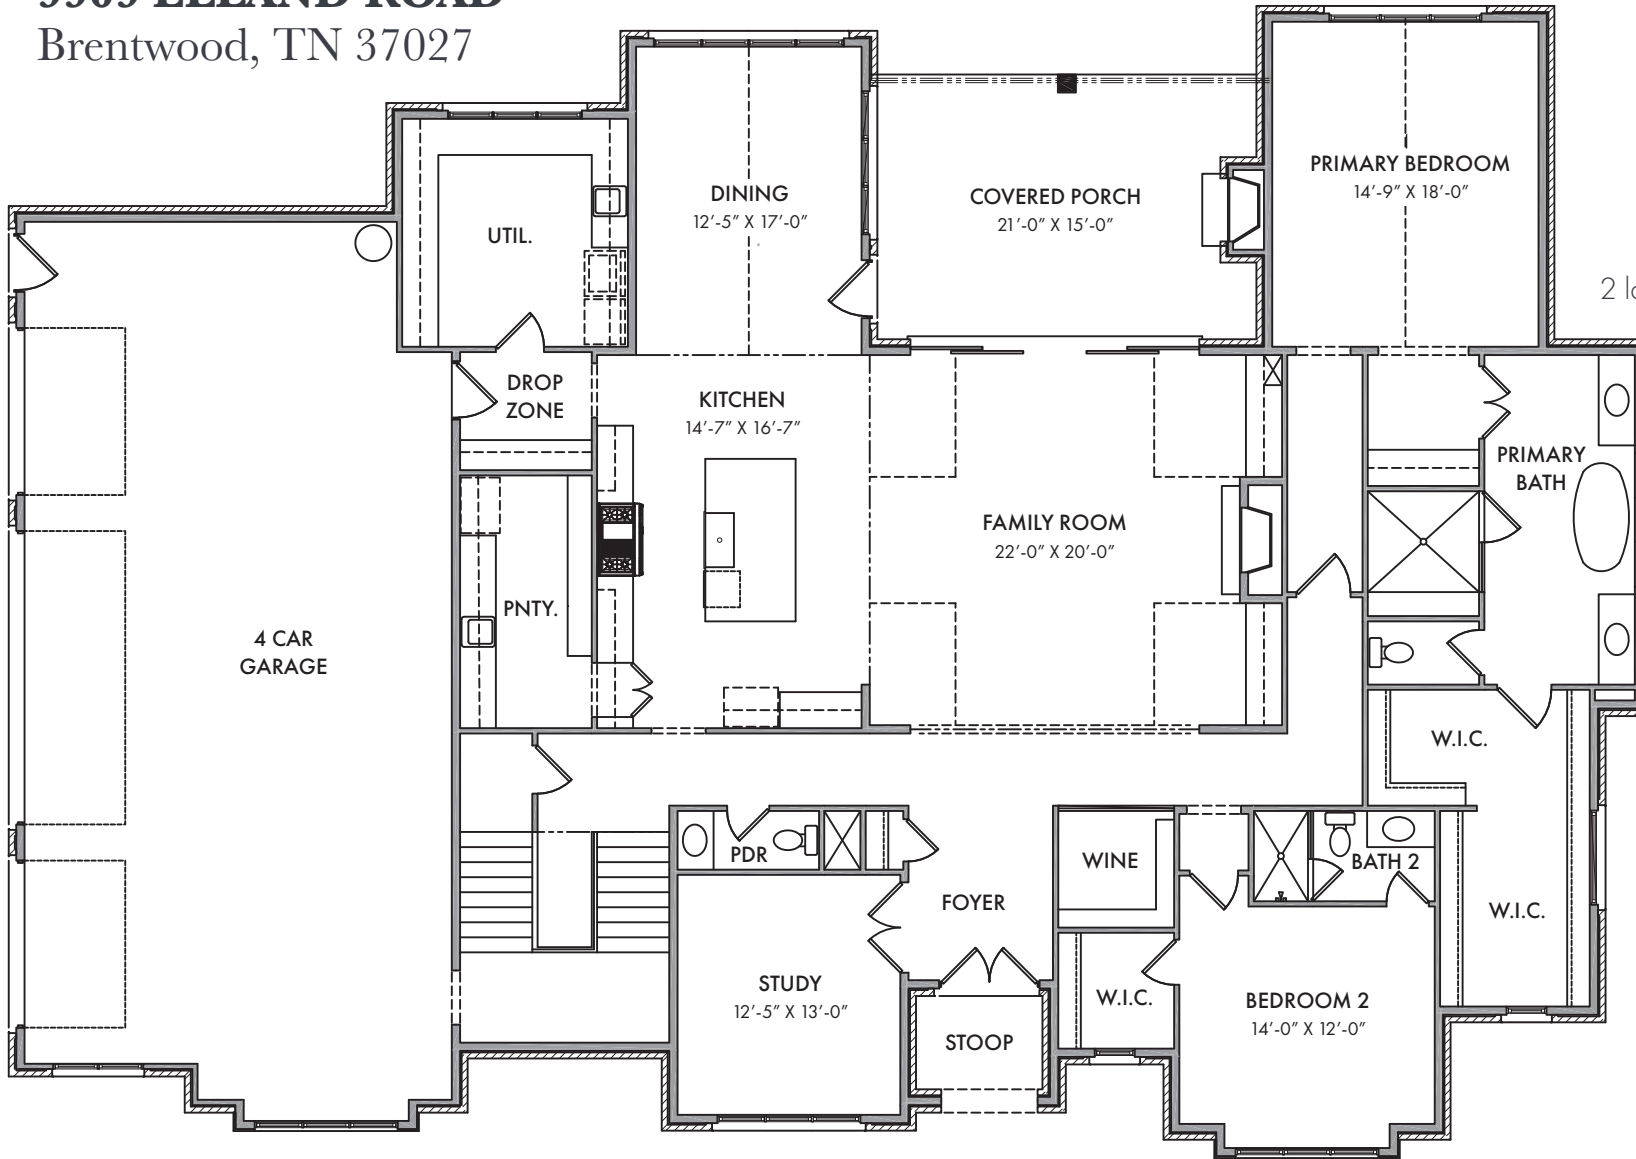 Brentwood, TN 37027
PRIMARY BEDROOM
14'-9" X 18'-0"
DINING
12'-5" X 17'-0"
COVERED PORCH
21'-0" X 15'-0"
UTIL.
2
DROP
ZONE
KITCHEN
14'-7" X 16'-7"
PRIMARY
BATH
FAMILY ROOM
22'-0" X 20'-0"
PNTY.
4 CAR
GARAGE
W.I.C.
PDR
WINE
BATH 2
FOYER
W.I.C.
STUDY
12'-5" X 13'-0"
W.I.C.
BEDROOM 2
14'-0" X 12'-0"
STOOP